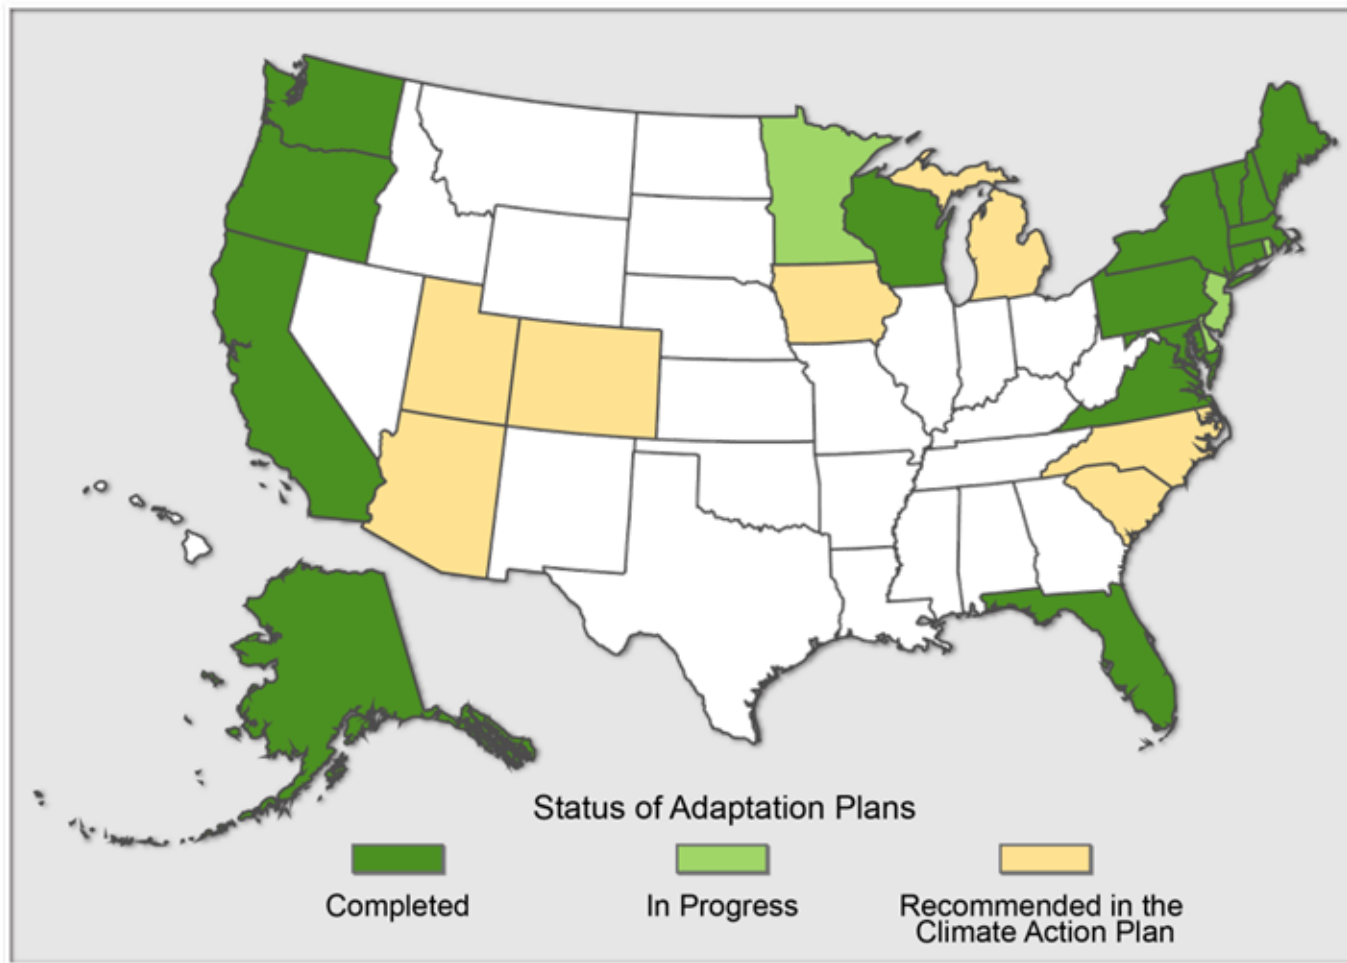 Status of Adaptation Plans
Completed
In Progress
Recommended in the
Climate Action Plan